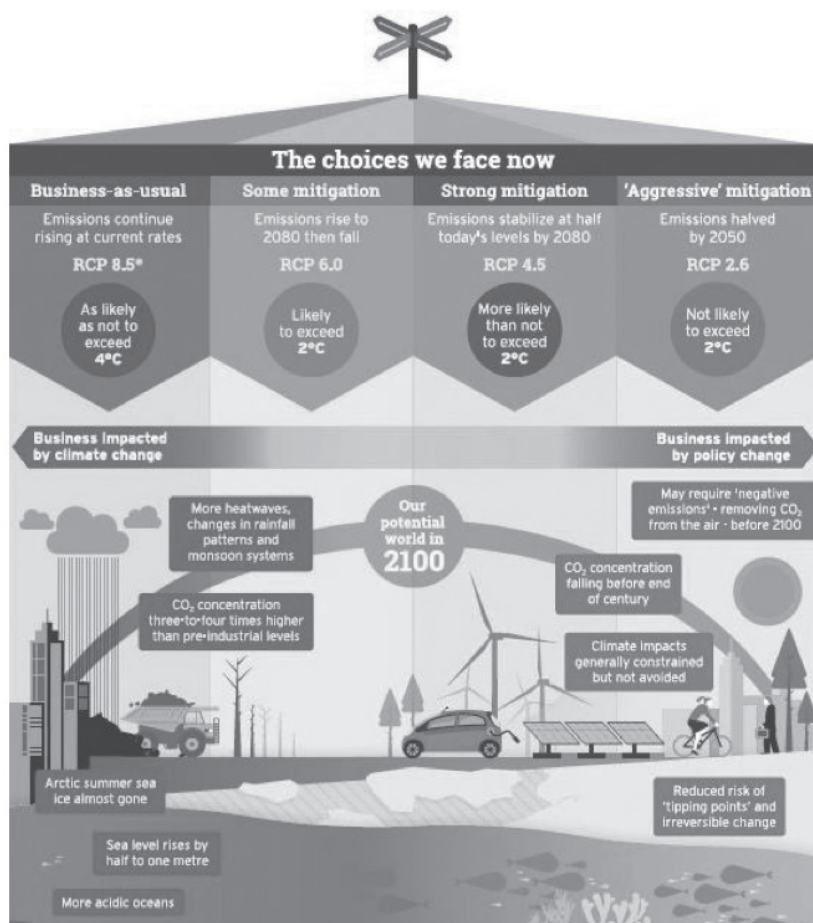 The choices we face now
Business-as-usual
Emissions continue
rising at current rates
RCP 8.5*
As likely
as not to
exceed
4°C
Some mitigation
Emissions rise to
2080 then fall
RCP 6.0
Likely
to exceed
2°C
Strong mitigation
Emissions stabilize at half
today's levels by 2080
RCP 4.5
More likely
than not
to exceed
2°C
'Aggressive' mitigation
Emissions halved
by 2050
RCP 2.6
Not likely
to exceed
2°C
Business impacted
by climate change
Business impacted
by policy change
More heatwaves,
changes in rainfall
patterns and
monsoon systems
Our
potential
world in
2100
May require 'negative
emissions' - removing CO₂
from the air - before 2100
CO₂ concentration
three-to-four times higher
than pre-industrial levels
CO₂ concentration
falling before end
of century
Climate impacts
generally constrained
but not avoided
Arctic summer sea
ice almost gone
Reduced risk of
'tipping points' and
irreversible change
Sea level rises by
half to one metre
More acidic oceans